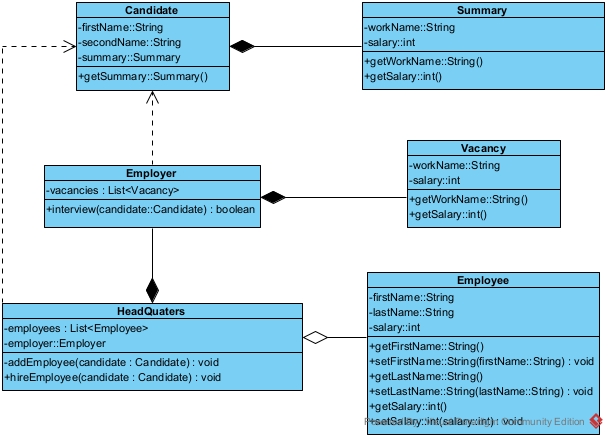 Candidate
-firstName::String
-secondName::String
-summary::Summary
+getSummary::Summary()
Summary
-workName::String
-salary::int
+getWorkName::String()
+getSalary::int()
Employer
-vacancies : List<Vacancy>
+interview(candidate::Candidate) : boolean
Vacancy
-workName::String
-salary::int
+getWorkName::String()
+getSalary::int()
HeadQuaters
-employees : List<Employee>
-employer::Employer
-addEmployee(candidate : Candidate) : void
+hireEmployee(candidate : Candidate) : void
Employee
-firstName::String
-lastName::String
-salary::int
+getFirstName::String()
+setFirstName::String(firstName::String) : void
+getLastName::String()
+setLastName::String(lastName::String) : void
+getSalary::int()
+setSalary::int(salary::int) : void
Community Edition